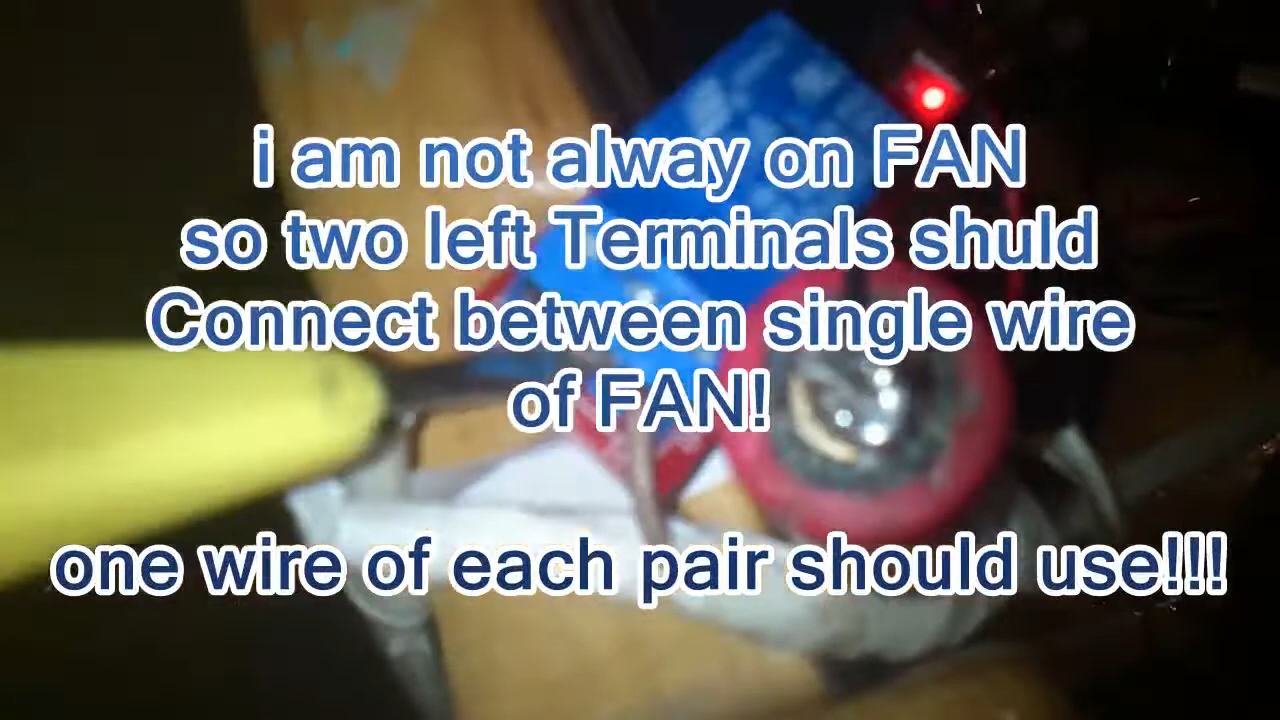 i am not alway on FAN
so two left Terminals shuld
Connect between single wire
of FAN!
one wire of each pair should use!!!